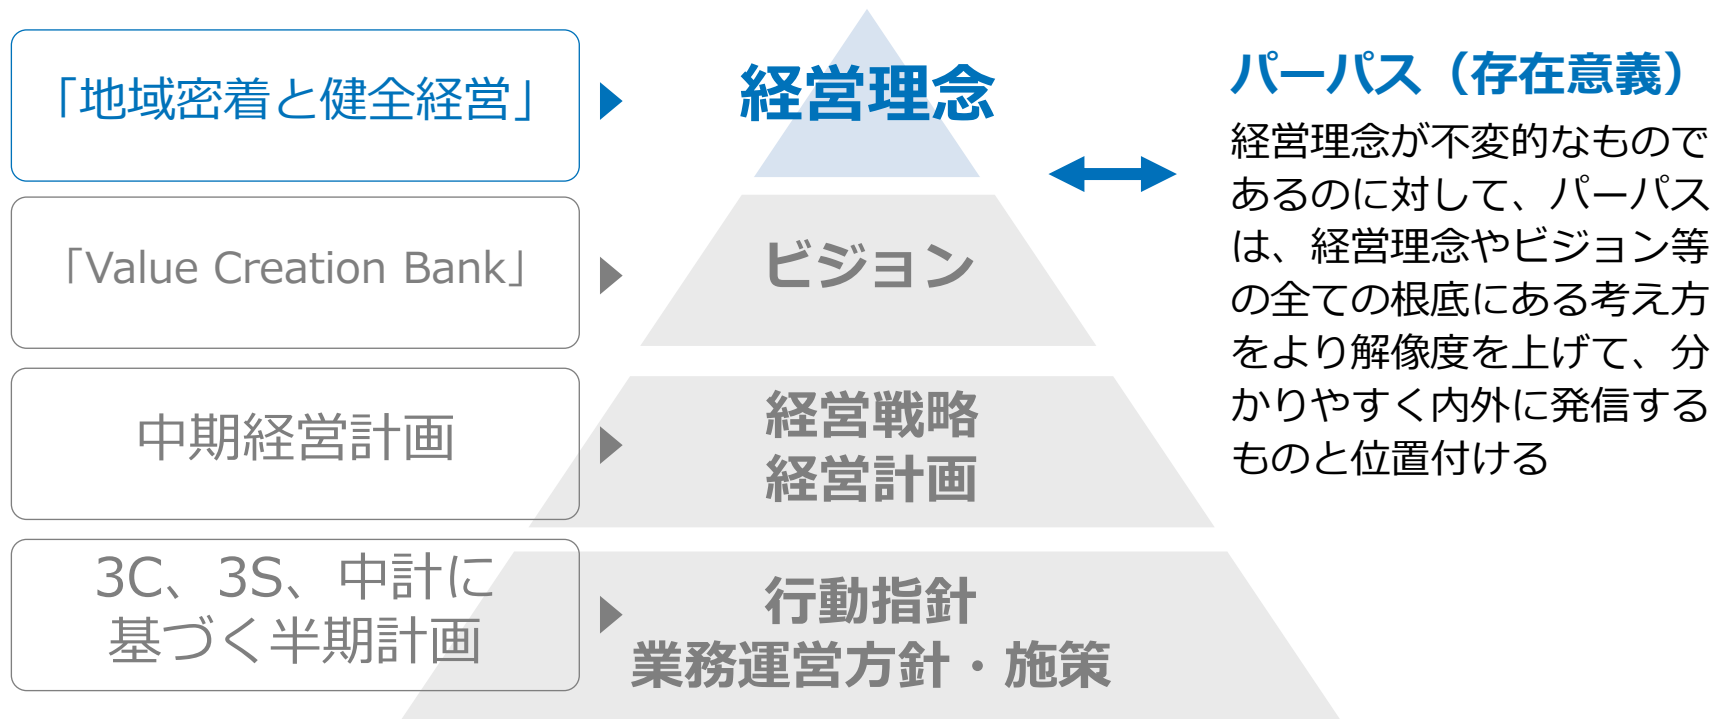 「地域密着と健全経営」
経営理念
「Value Creation Bank」
ビジョン
中期経営計画
経営戦略
経営計画
3C、3S、中計に
基づく半期計画
行動指針
業務運営方針・施策
パーパス（存在意義）
経営理念が不変的なもので
あるのに対して、パーパス
は、経営理念やビジョン等
の全ての根底にある考え方
をより解像度を上げて、分
かりやすく内外に発信する
ものと位置付ける